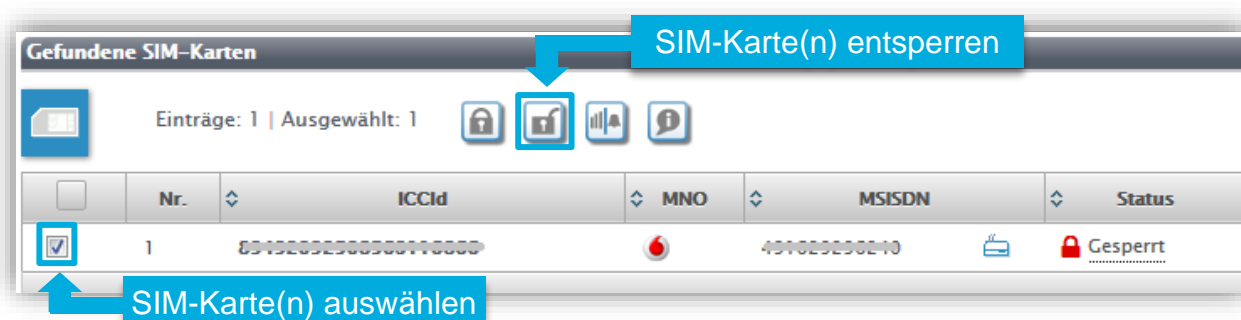 SIM-Karte(n) entsperren
Gefundene SIM-Karten
Einträge: 1 | Ausgewählt: 1
Nr. ICCId MNO MSISDN Status
1 Gesperrt
SIM-Karte(n) auswählen